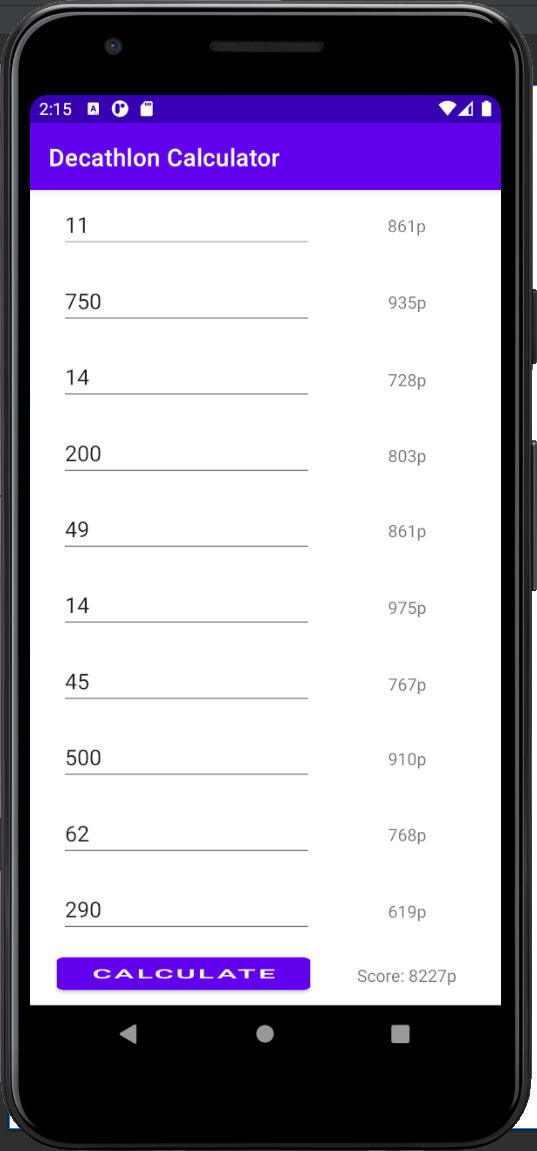 2:15
Decathlon Calculator
11 861p
750 935p
14 728p
200 803p
49 861p
14 975p
45 767p
500 910p
62 768p
290 619p
CALCULATE Score: 8227p